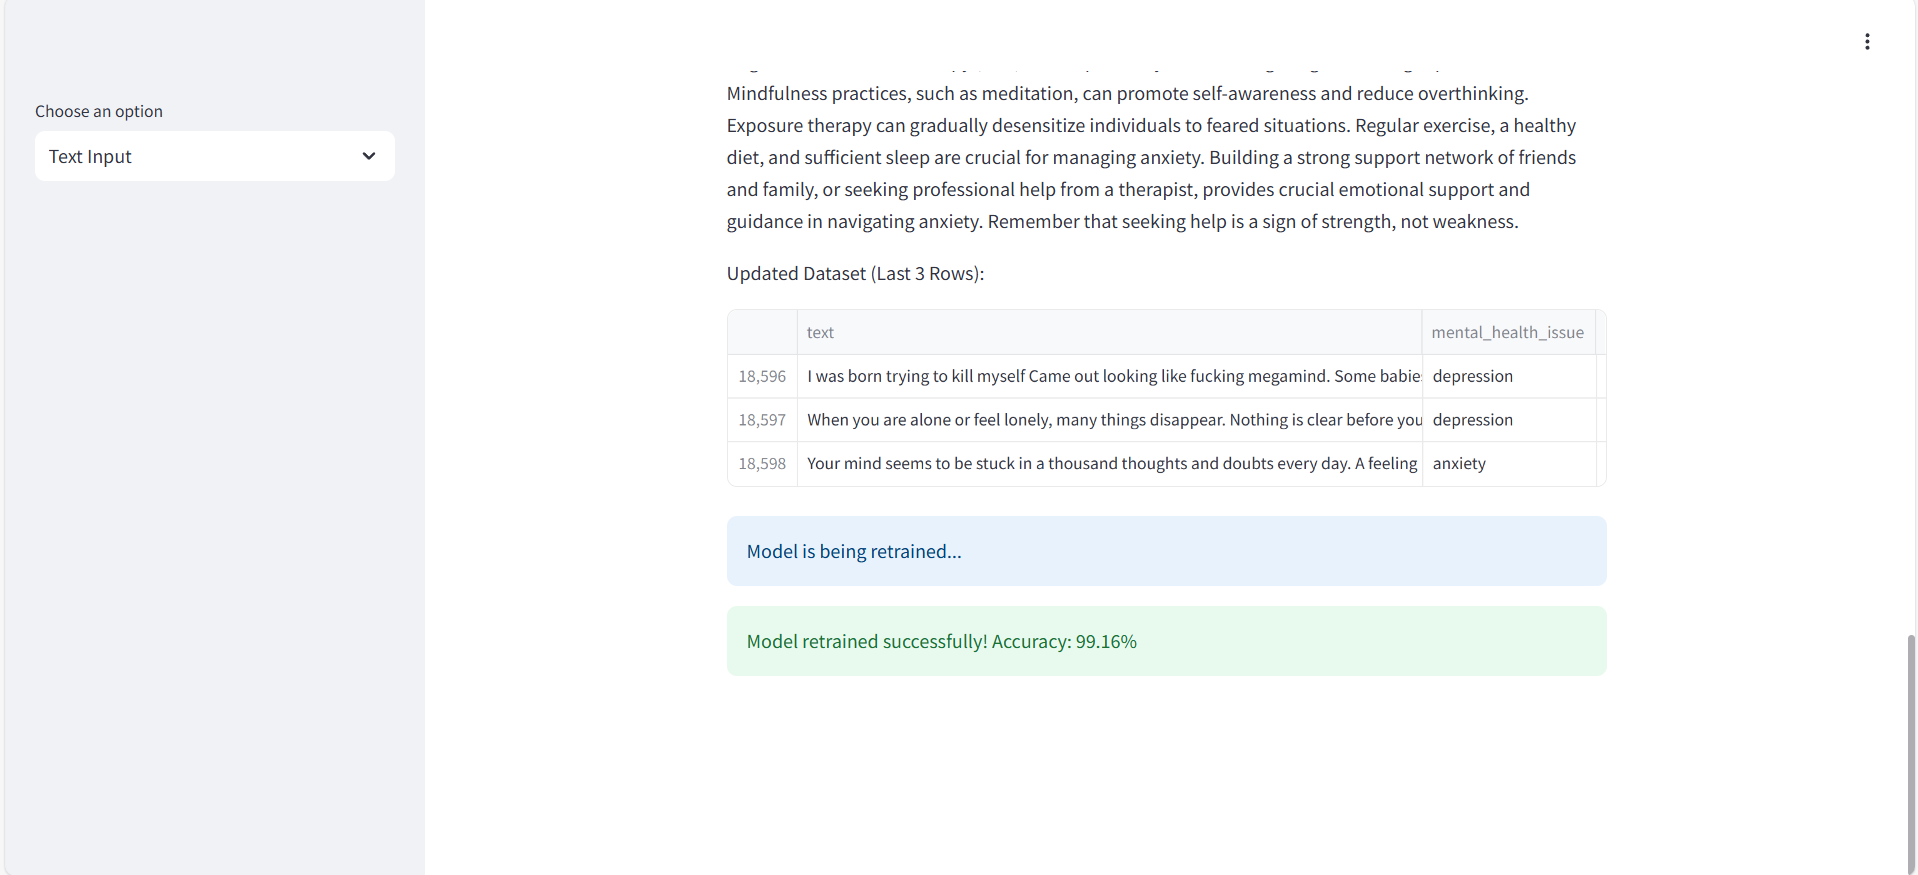 Choose an option
Text Input
Mindfulness practices, such as meditation, can promote self-awareness and reduce overthinking.
Exposure therapy can gradually desensitize individuals to feared situations. Regular exercise, a healthy
diet, and sufficient sleep are crucial for managing anxiety. Building a strong support network of friends
and family, or seeking professional help from a therapist, provides crucial emotional support and
guidance in navigating anxiety. Remember that seeking help is a sign of strength, not weakness.
Updated Dataset (Last 3 Rows):
text mental_health_issue
18,596 I was born trying to kill myself Came out looking like fucking megamind. Some babies depression
18,597 When you are alone or feel lonely, many things disappear. Nothing is clear before you depression
18,598 Your mind seems to be stuck in a thousand thoughts and doubts every day. A feeling anxiety
Model is being retrained...
Model retrained successfully! Accuracy: 99.16%